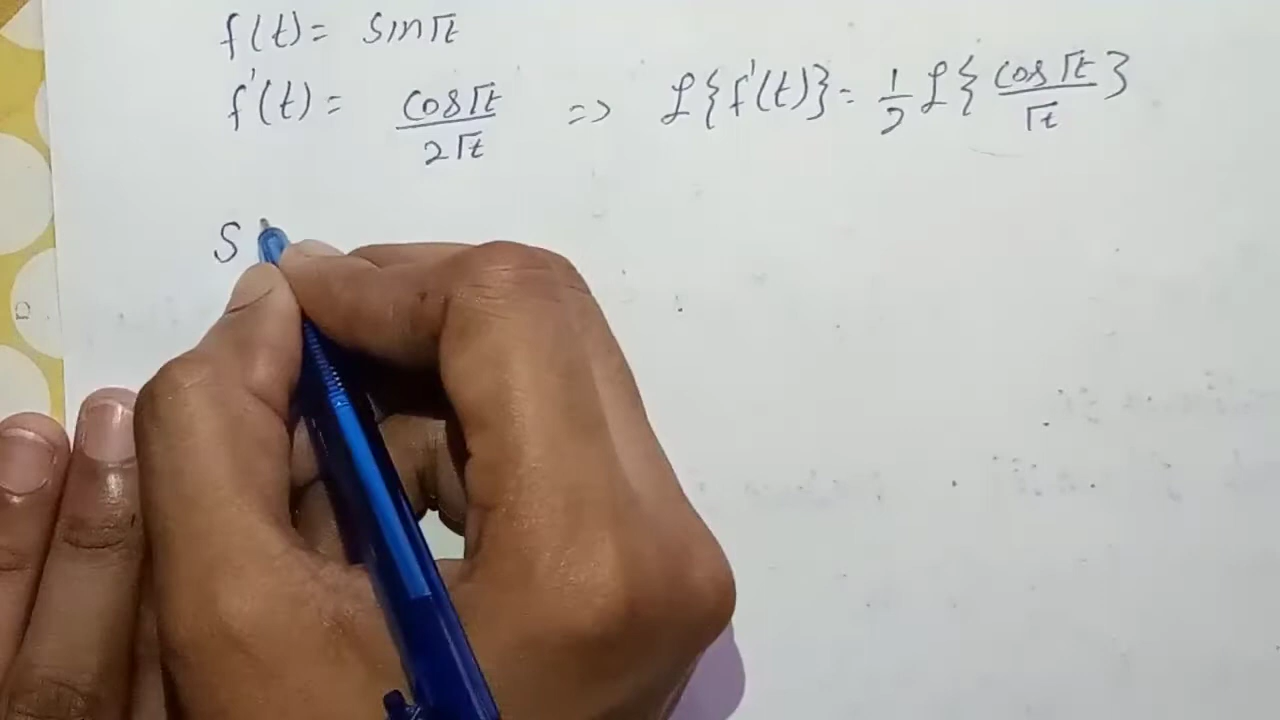 f(t) = sin√t
f'(t) = cos√t / 2√t => ℒ{f'(t)} = 1/2 ℒ{cos√t / √t}
S